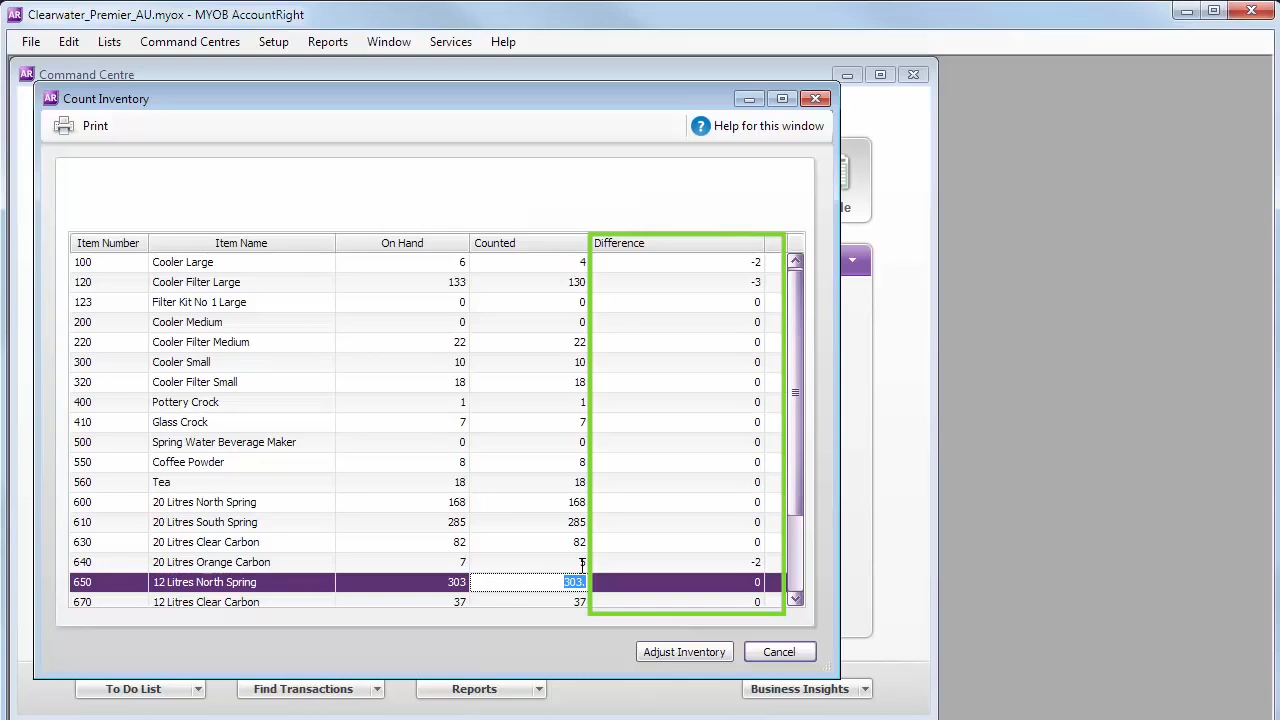 Clearwater_Premier_AU.myox - MYOB AccountRight
File Edit Lists Command Centres Setup Reports Window Services Help
Command Centre
Count Inventory
Print Help for this window
le
Item Number Item Name On Hand Counted Difference
100 Cooler Large 6 4 -2
120 Cooler Filter Large 133 130 -3
123 Filter Kit No 1 Large 0 0 0
200 Cooler Medium 0 0 0
220 Cooler Filter Medium 22 22 0
300 Cooler Small 10 10 0
320 Cooler Filter Small 18 18 0
400 Pottery Crock 1 1 0
410 Glass Crock 7 7 0
500 Spring Water Beverage Maker 0 0 0
550 Coffee Powder 8 8 0
560 Tea 18 18 0
600 20 Litres North Spring 168 168 0
610 20 Litres South Spring 285 285 0
630 20 Litres Clear Carbon 82 82 0
640 20 Litres Orange Carbon 7 5 -2
650 12 Litres North Spring 303 303. 0
670 12 Litres Clear Carbon 37 37 0
Adjust Inventory Cancel
To Do List Find Transactions Reports Business Insights